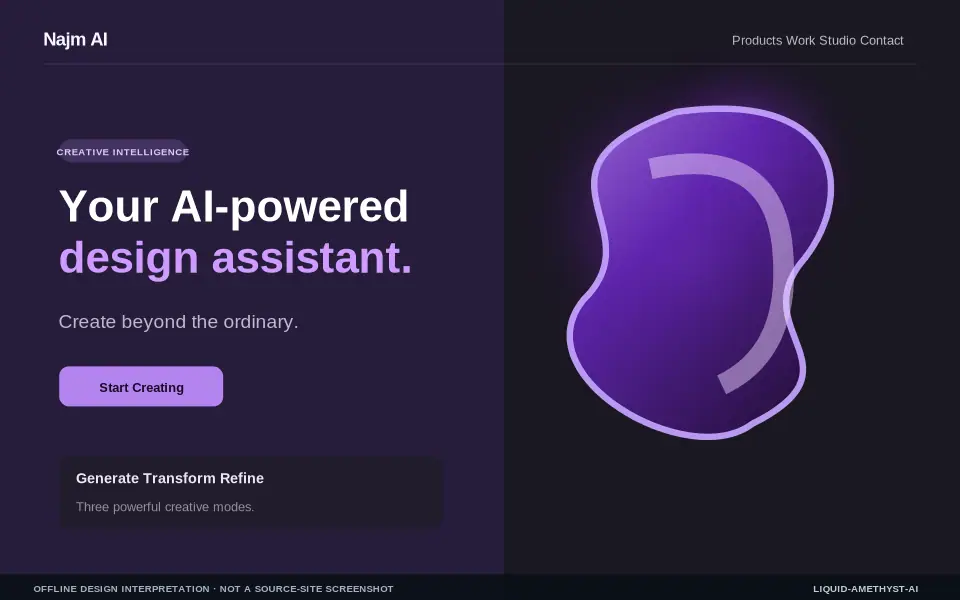 Najm AI
Products Work Studio Contact
CREATIVE INTELLIGENCE
Your AI-powered
design assistant.
Create beyond the ordinary.
Start Creating
Generate Transform Refine
Three powerful creative modes.
OFFLINE DESIGN INTERPRETATION · NOT A SOURCE-SITE SCREENSHOT
LIQUID-AMETHYST-AI